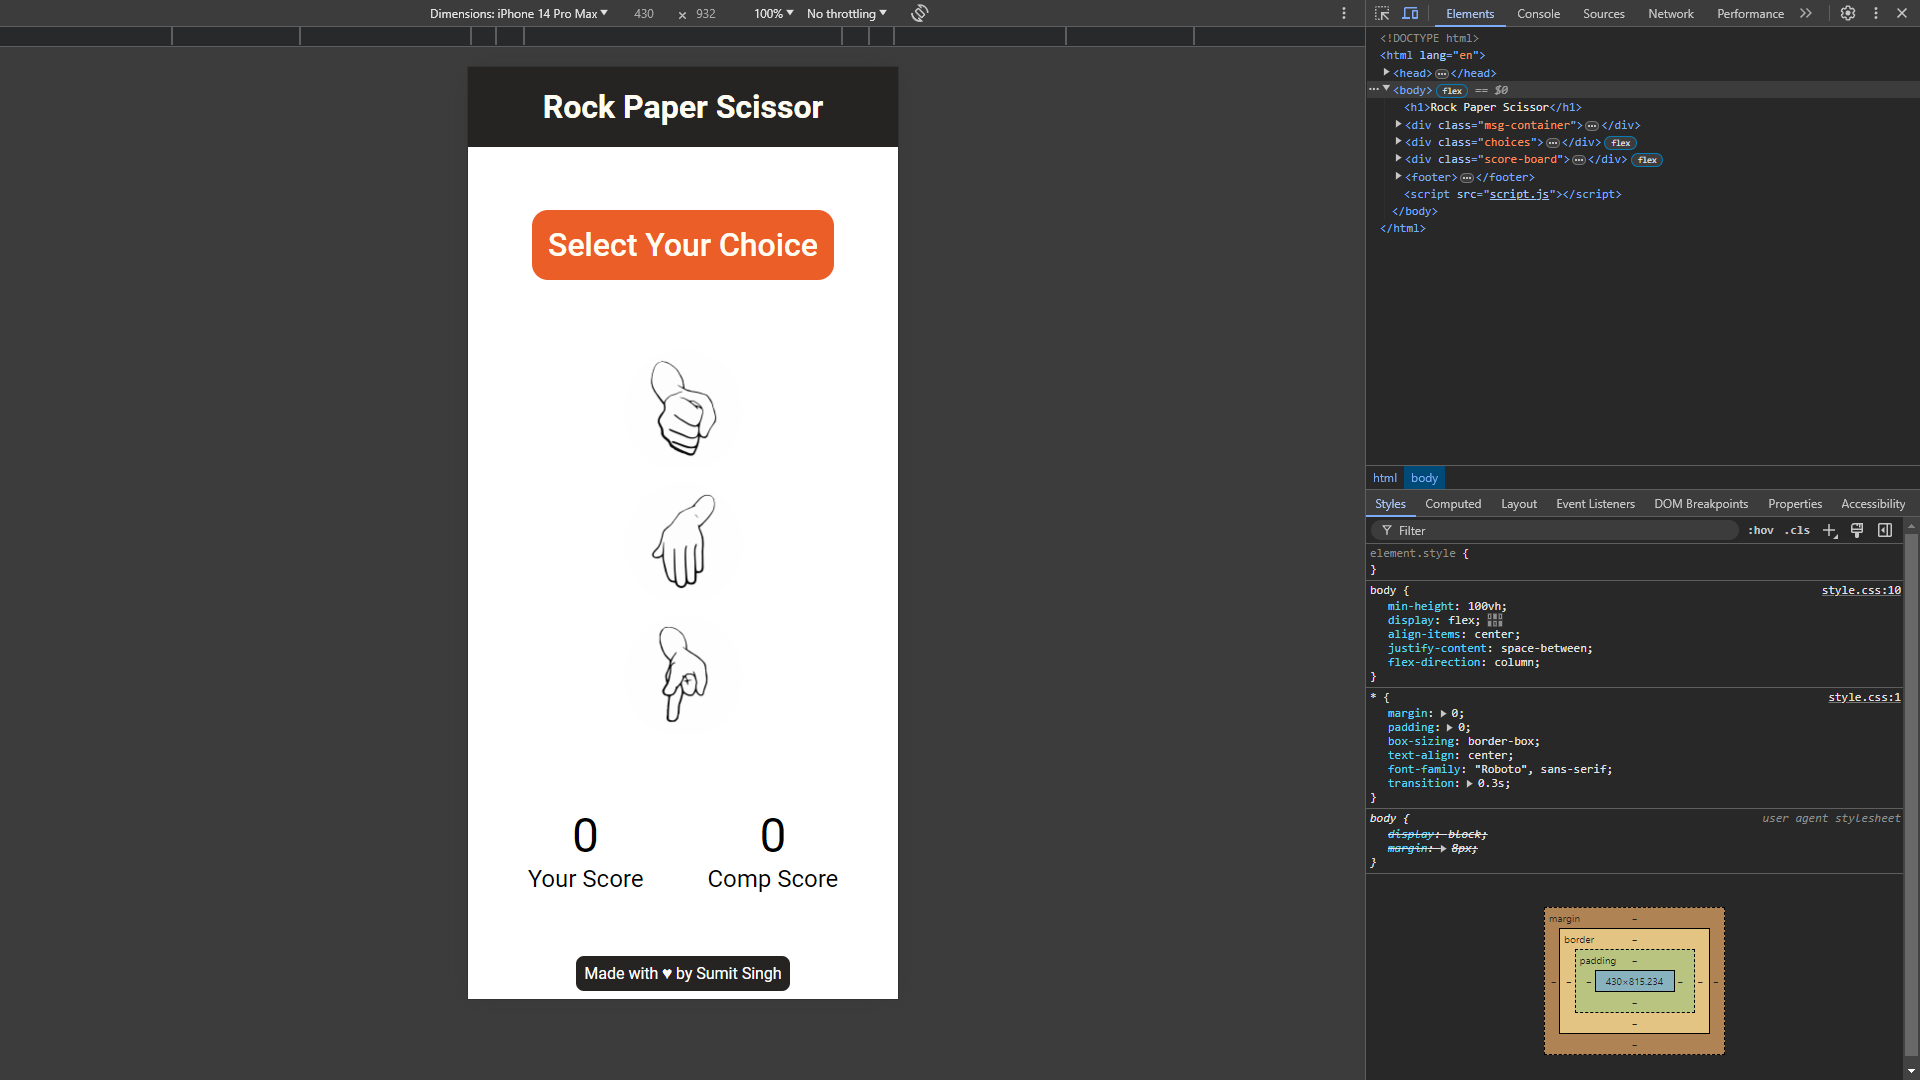 Dimensions: iPhone 14 Pro Max ▼ 430 × 932 100% ▼ No throttling ▼
Elements Console Sources Network Performance
<!DOCTYPE html>
<html lang="en">
▶ <head> ••• </head>
••• ▼ <body> flex == $0
<h1>Rock Paper Scissor</h1>
▶ <div class="msg-container"> ••• </div>
▶ <div class="choices"> ••• </div> flex
▶ <div class="score-board"> ••• </div> flex
▶ <footer> ••• </footer>
<script src="script.js"></script>
</body>
</html>
Rock Paper Scissor
Select Your Choice
0 0
Your Score Comp Score
Made with ♥ by Sumit Singh
html body
Styles Computed Layout Event Listeners DOM Breakpoints Properties Accessibility
Filter :hov .cls
element.style {
}
body { style.css:10
min-height: 100vh;
display: flex;
align-items: center;
justify-content: space-between;
flex-direction: column;
}
* { style.css:1
margin: ▶ 0;
padding: ▶ 0;
box-sizing: border-box;
text-align: center;
font-family: "Roboto", sans-serif;
transition: ▶ 0.3s;
}
body { user agent stylesheet
display: block;
margin: ▶ 8px;
}
margin –
border –
padding –
– – – 430×815.234 – – –
–
–
–